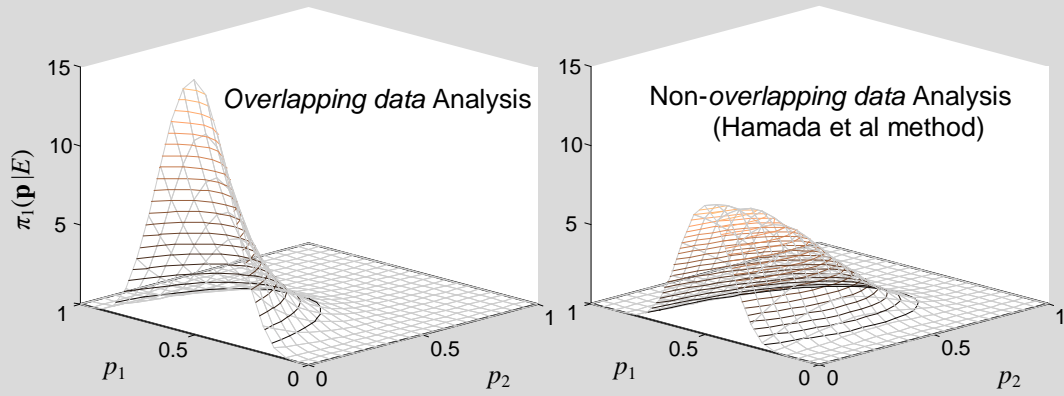 15
Overlapping data Analysis
10
π₁(p|E)
5
1
0.5
p₁
0
0
0.5
p₂
1
15
Non-overlapping data Analysis
(Hamada et al method)
10
5
1
0.5
p₁
0
0
0.5
p₂
1